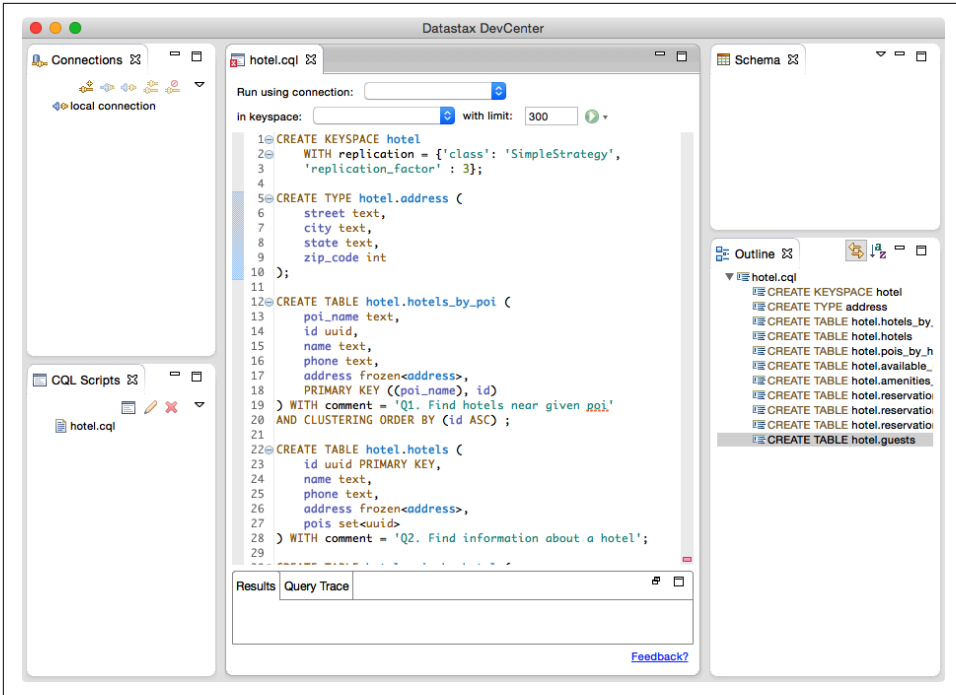 Datastax DevCenter
Connections
local connection
CQL Scripts
hotel.cql
hotel.cql
Run using connection:
in keyspace:
with limit:
300
1 CREATE KEYSPACE hotel
2 WITH replication = {'class': 'SimpleStrategy',
3 'replication_factor' : 3};
4
5 CREATE TYPE hotel.address (
6 street text,
7 city text,
8 state text,
9 zip_code int
10 );
11
12 CREATE TABLE hotel.hotels_by_poi (
13 poi_name text,
14 id uuid,
15 name text,
16 phone text,
17 address frozen<address>,
18 PRIMARY KEY ((poi_name), id)
19 ) WITH comment = 'Q1. Find hotels near given poi'
20 AND CLUSTERING ORDER BY (id ASC) ;
21
22 CREATE TABLE hotel.hotels (
23 id uuid PRIMARY KEY,
24 name text,
25 phone text,
26 address frozen<address>,
27 pois set<uuid>
28 ) WITH comment = 'Q2. Find information about a hotel';
29
Results
Query Trace
Feedback?
Schema
Outline
hotel.cql
CREATE KEYSPACE hotel
CREATE TYPE address
CREATE TABLE hotel.hotels_by_
CREATE TABLE hotel.hotels
CREATE TABLE hotel.pois_by_h
CREATE TABLE hotel.available_
CREATE TABLE hotel.amenities_
CREATE TABLE hotel.reservatio
CREATE TABLE hotel.reservatio
CREATE TABLE hotel.reservatio
CREATE TABLE hotel.guests